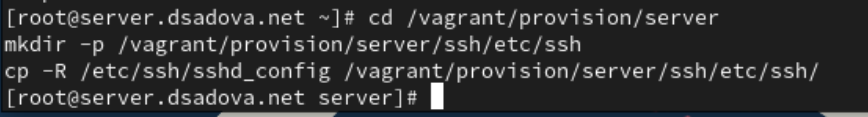 [root@server.dsadova.net ~]# cd /vagrant/provision/server
mkdir -p /vagrant/provision/server/ssh/etc/ssh
cp -R /etc/ssh/sshd_config /vagrant/provision/server/ssh/etc/ssh/
[root@server.dsadova.net server]#